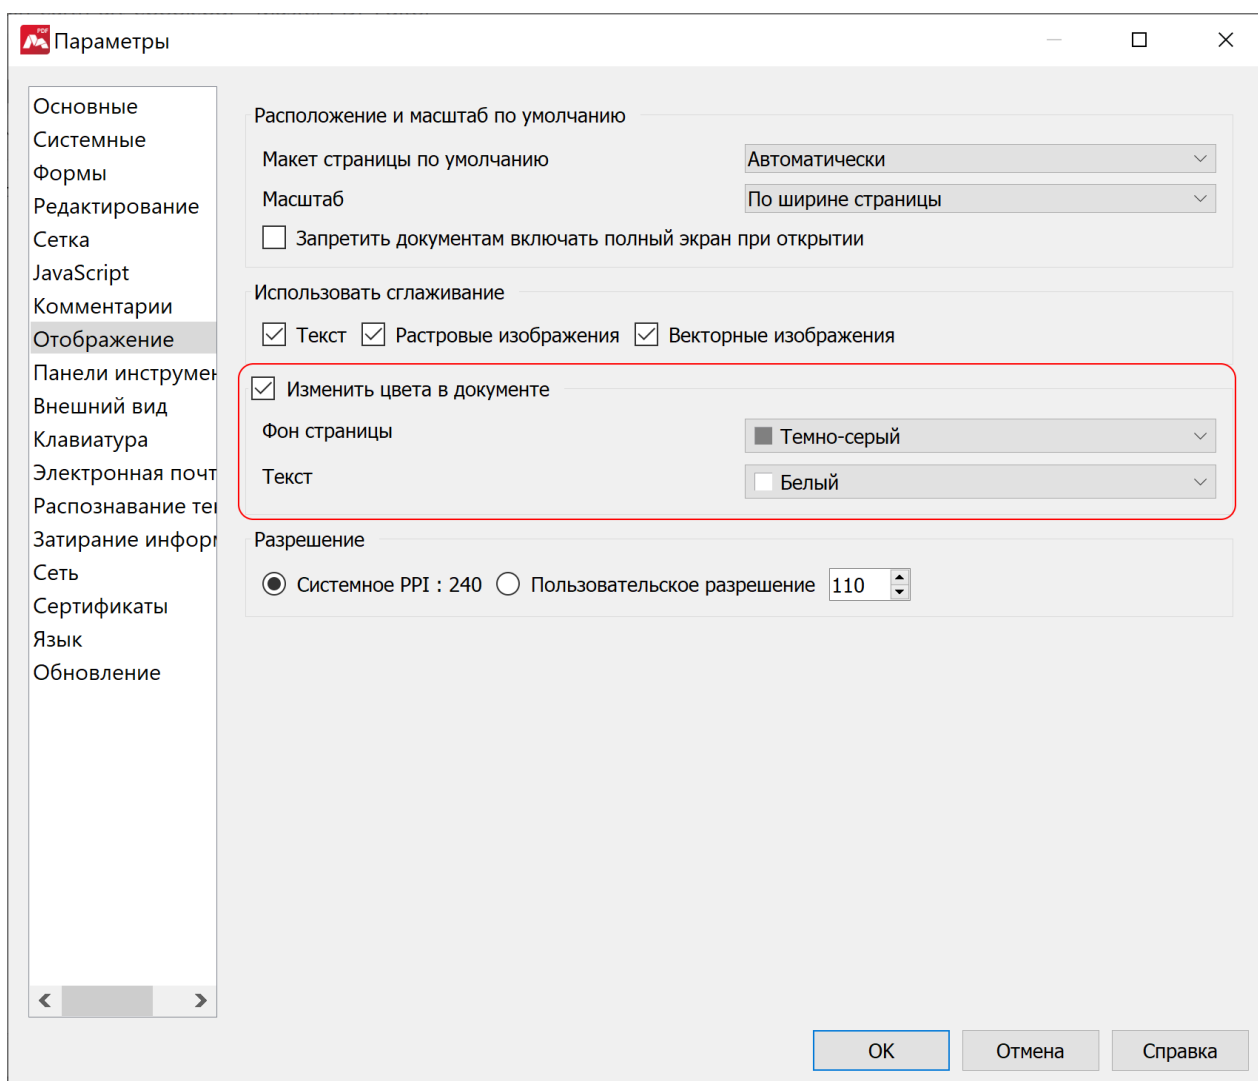 PDF
Параметры
Основные
Системные
Формы
Редактирование
Сетка
JavaScript
Комментарии
Отображение
Панели инструмен
Внешний вид
Клавиатура
Электронная почт
Распознавание те
Затирание инфор
Сеть
Сертификаты
Язык
Обновление
Расположение и масштаб по умолчанию
Макет страницы по умолчанию Автоматически
Масштаб По ширине страницы
Запретить документам включать полный экран при открытии
Использовать сглаживание
Текст Растровые изображения Векторные изображения
Изменить цвета в документе
Фон страницы Темно-серый
Текст Белый
Разрешение
Системное PPI : 240 Пользовательское разрешение 110
OK Отмена Справка